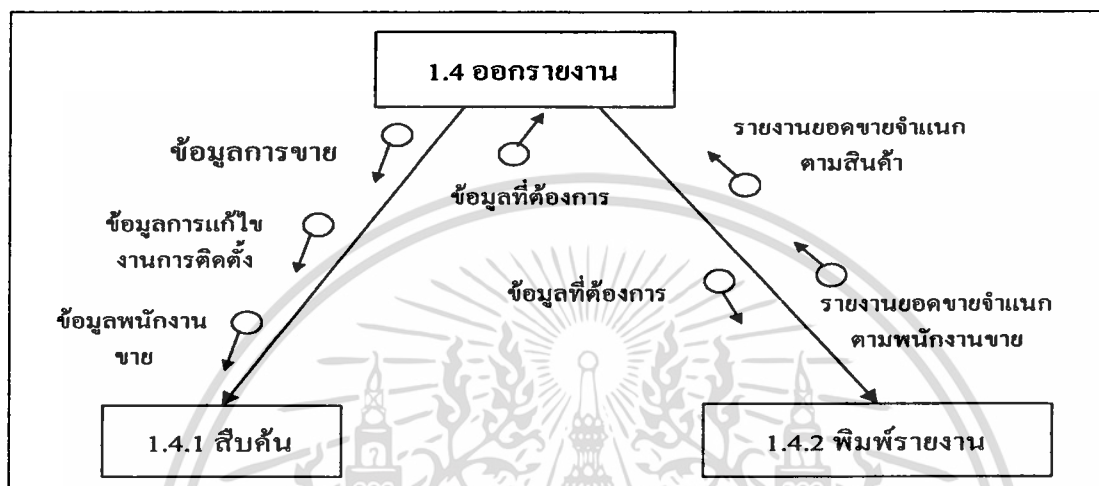 1.4 ออกรายงาน
ข้อมูลการขาย
รายงานยอดขายจำแนก
ตามสินค้า
ข้อมูลที่ต้องการ
ข้อมูลการแก้ไข
งานการติดตั้ง
ข้อมูลที่ต้องการ
รายงานยอดขายจำแนก
ตามพนักงานขาย
ข้อมูลพนักงาน
ขาย
1.4.1 สืบค้น
1.4.2 พิมพ์รายงาน